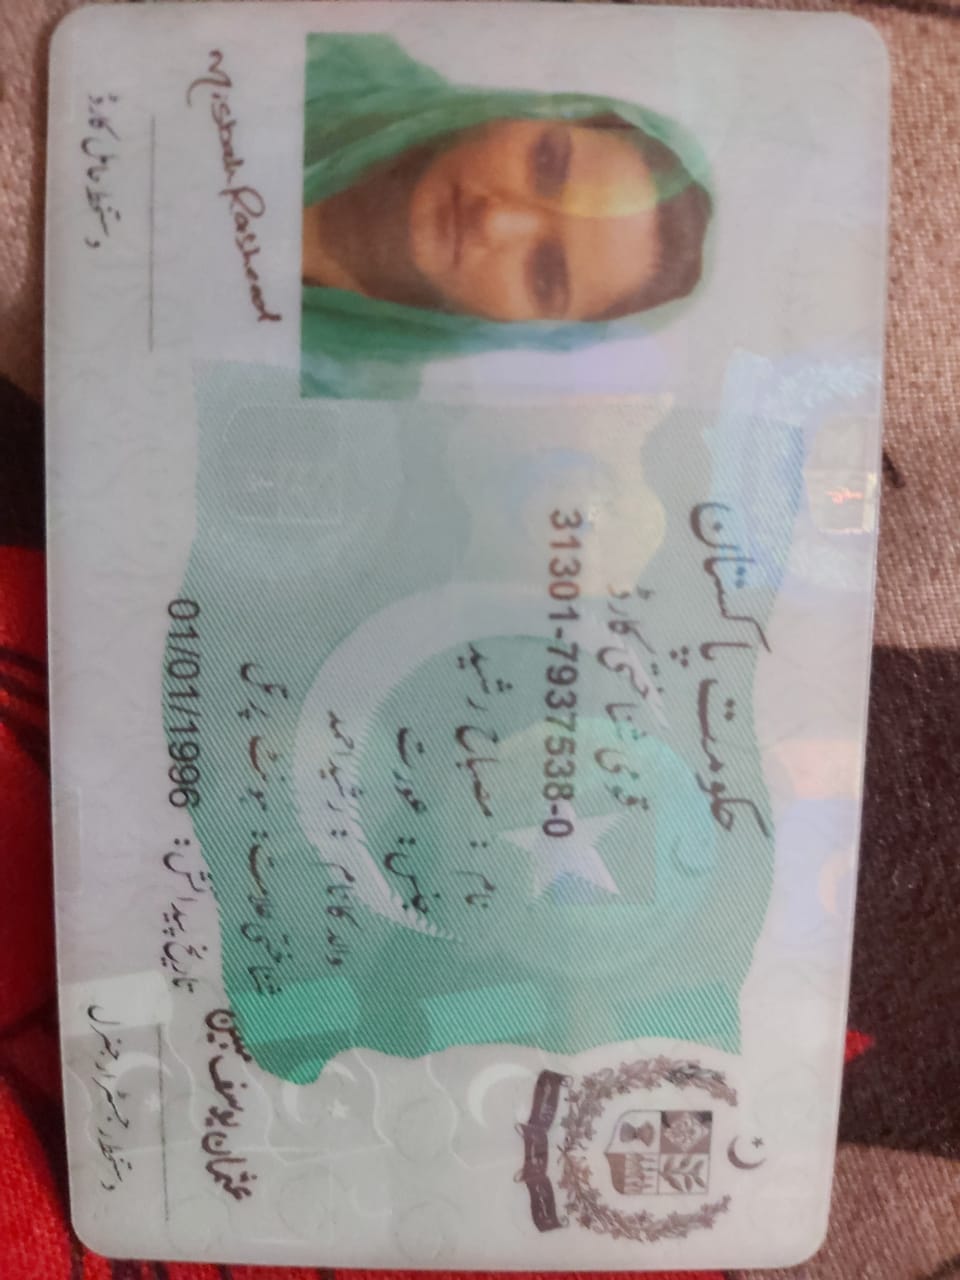 حکومت پاکستان
قومی شناختی کارڈ
31301-7937538-0
نام : مصباح رشید
جنس : عورت
والد کا نام : رشید احمد
شناختی علامت : ہونٹ پر تل
تاریخ پیدائش : 01/01/1996
Misbah Rasheed
دستخط حامل کارڈ
عثمان یوسف مبین
دستخط رجسٹرار جنرل